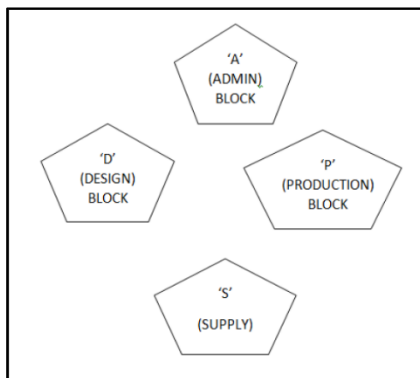 ‘A’
(ADMIN)
BLOCK
‘D’
(DESIGN)
BLOCK
‘P’
(PRODUCTION)
BLOCK
‘S’
(SUPPLY)